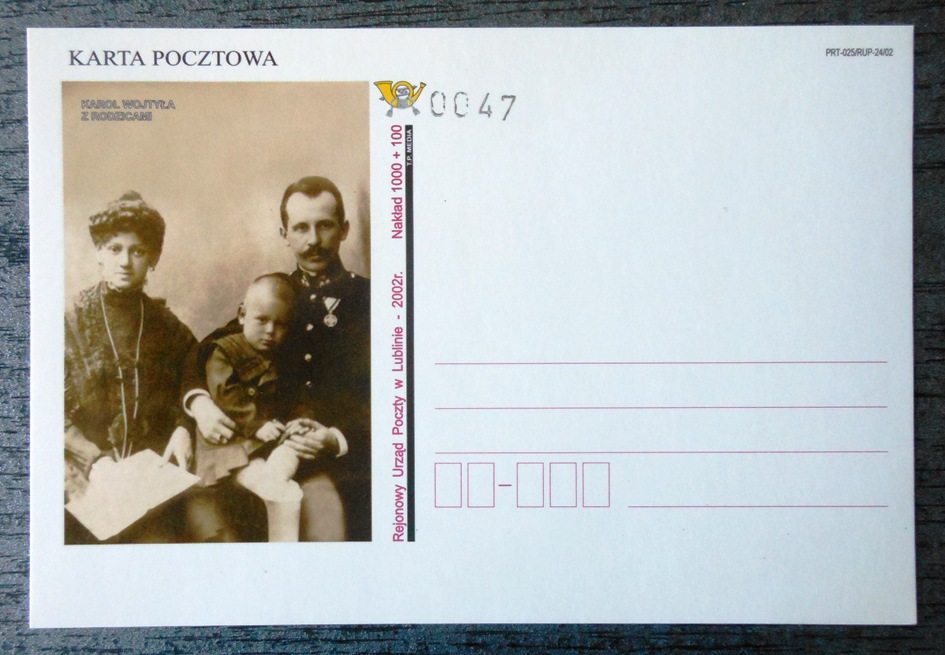 KARTA POCZTOWA
PRT-025/RUP-24/02
KAROL WOJTYŁA
Z RODZICAMI
0047
Rejonowy Urząd Poczty w Lublinie - 2002r. Nakład 1000 + 100
T.P. MEDIA